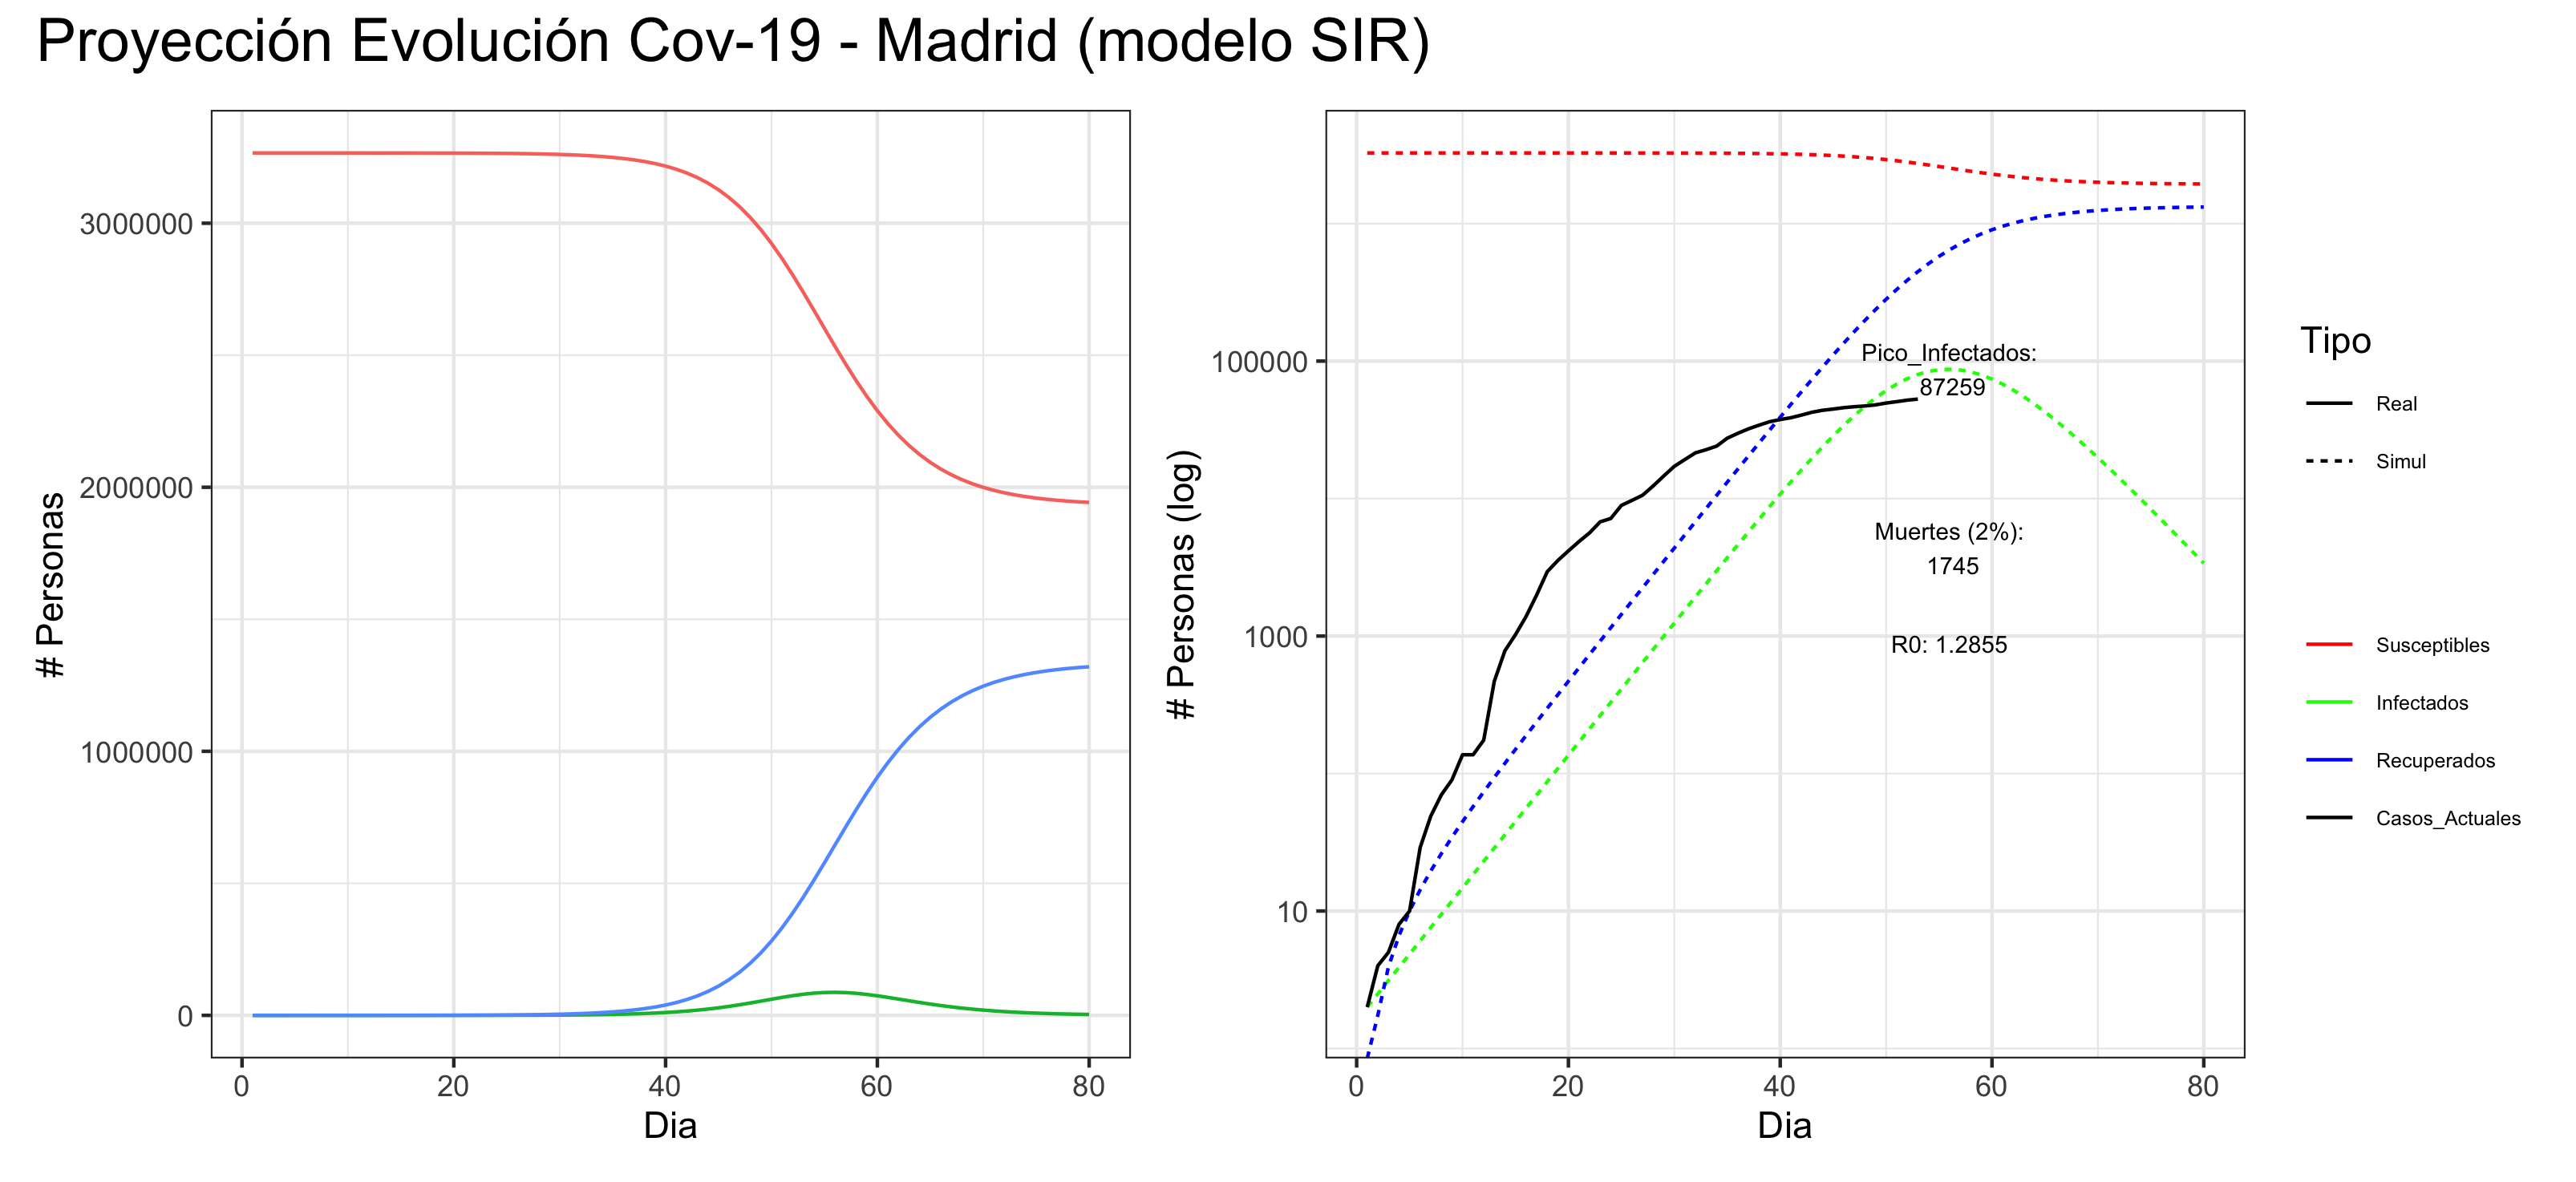 Proyección Evolución Cov-19 - Madrid (modelo SIR)
# Personas
3000000
2000000
1000000
0
0 20 40 60 80
Dia
# Personas (log)
100000
1000
10
0 20 40 60 80
Dia
Pico_Infectados:
87259
Muertes (2%):
1745
R0: 1.2855
Tipo
Real
Simul
Susceptibles
Infectados
Recuperados
Casos_Actuales